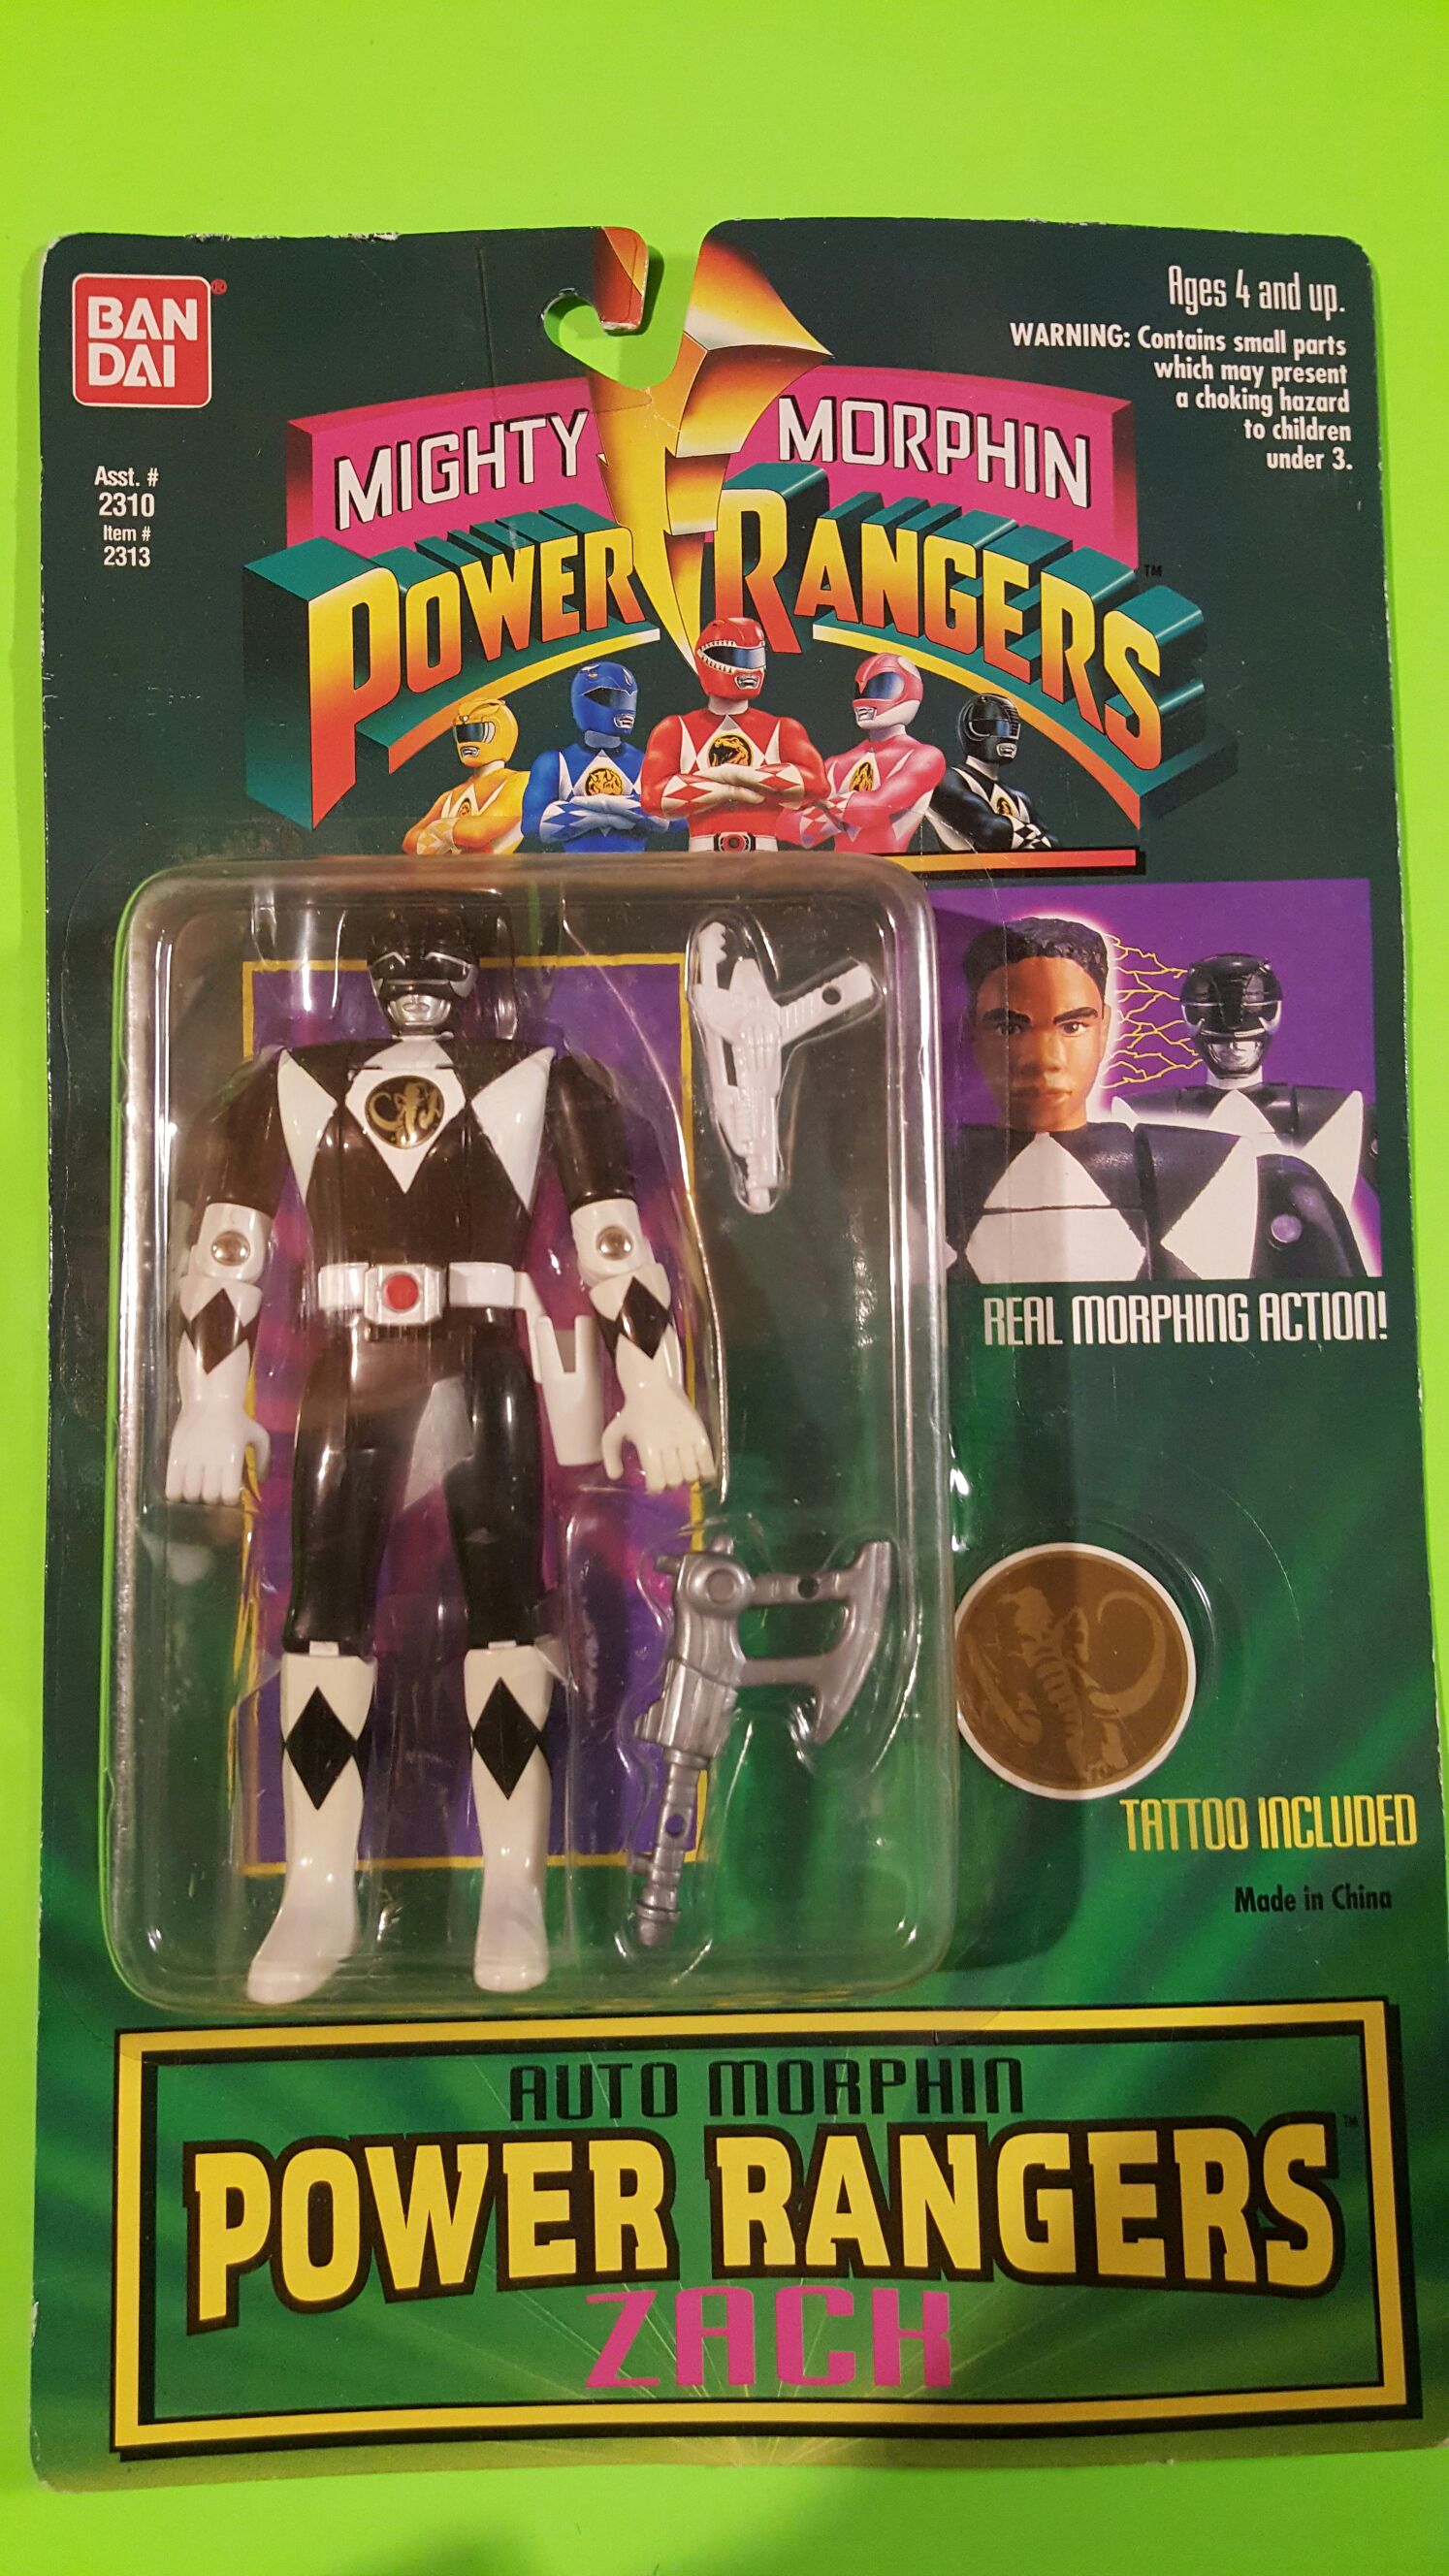 BAN
DAI
®
Asst. #
2310
Item #
2313
Ages 4 and up.
WARNING: Contains small parts
which may present
a choking hazard
to children
under 3.
MIGHTY MORPHIN
POWER RANGERS
TM
REAL MORPHING ACTION!
TATTOO INCLUDED
Made in China
AUTO MORPHIN
POWER RANGERS
TM
ZACK